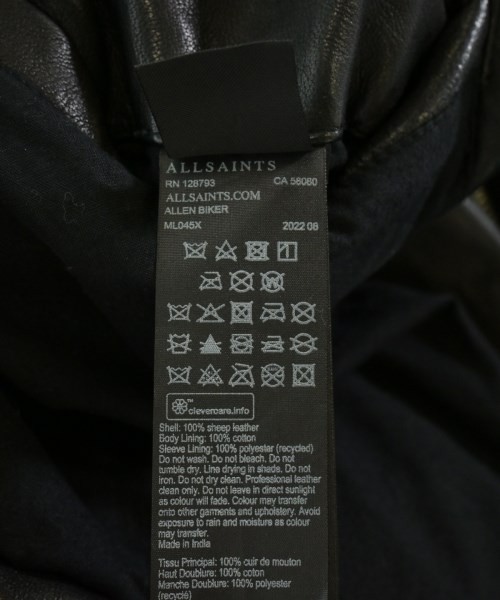 ALLSAINTS
RN 128793 CA 56060
ALLSAINTS.COM
ALLEN BIKER
ML045X 2022 08
clevercare.info
Shell: 100% sheep leather
Body Lining: 100% cotton
Sleeve Lining: 100% polyester (recycled)
Do not wash. Do not bleach. Do not
tumble dry. Line drying in shade. Do not
iron. Do not dry clean. Professional leather
clean only. Do not leave in direct sunlight
as colour will fade. Colour may transfer
onto other garments and upholstery. Avoid
exposure to rain and moisture as colour
may transfer.
Made in India
Tissu Principal: 100% cuir de mouton
Haut Doublure: 100% coton
Manche Doublure: 100% polyester
(recyclé)